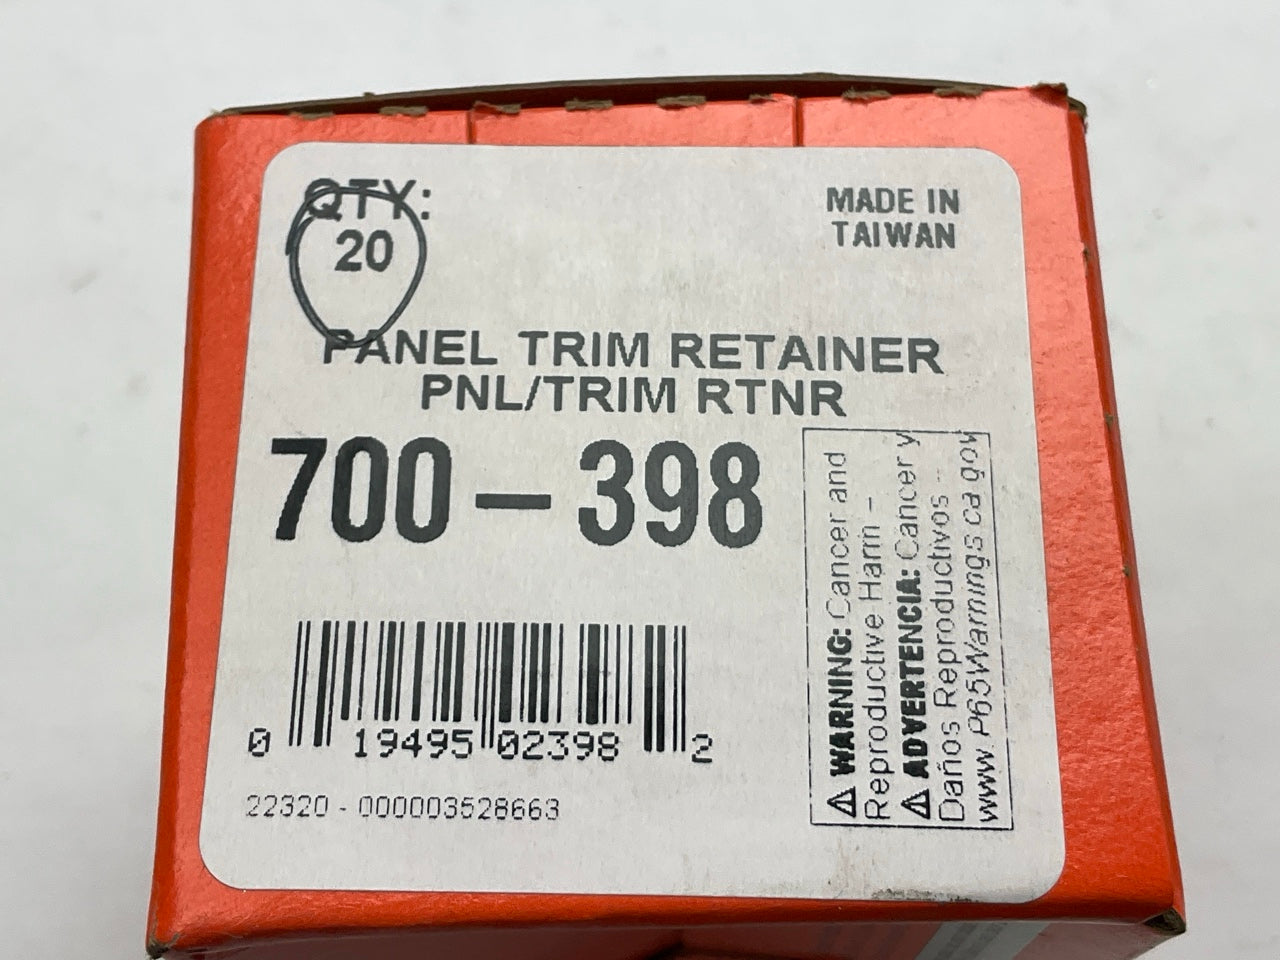 QTY:
20
MADE IN
TAIWAN
PANEL TRIM RETAINER
PNL/TRIM RTNR
700-398
0 19495 02398 2
22320 - 000003528663
⚠ WARNING: Cancer and
Reproductive Harm -
⚠ ADVERTENCIA: Cancer y
Daños Reproductivos --
www.P65Warnings.ca.gov